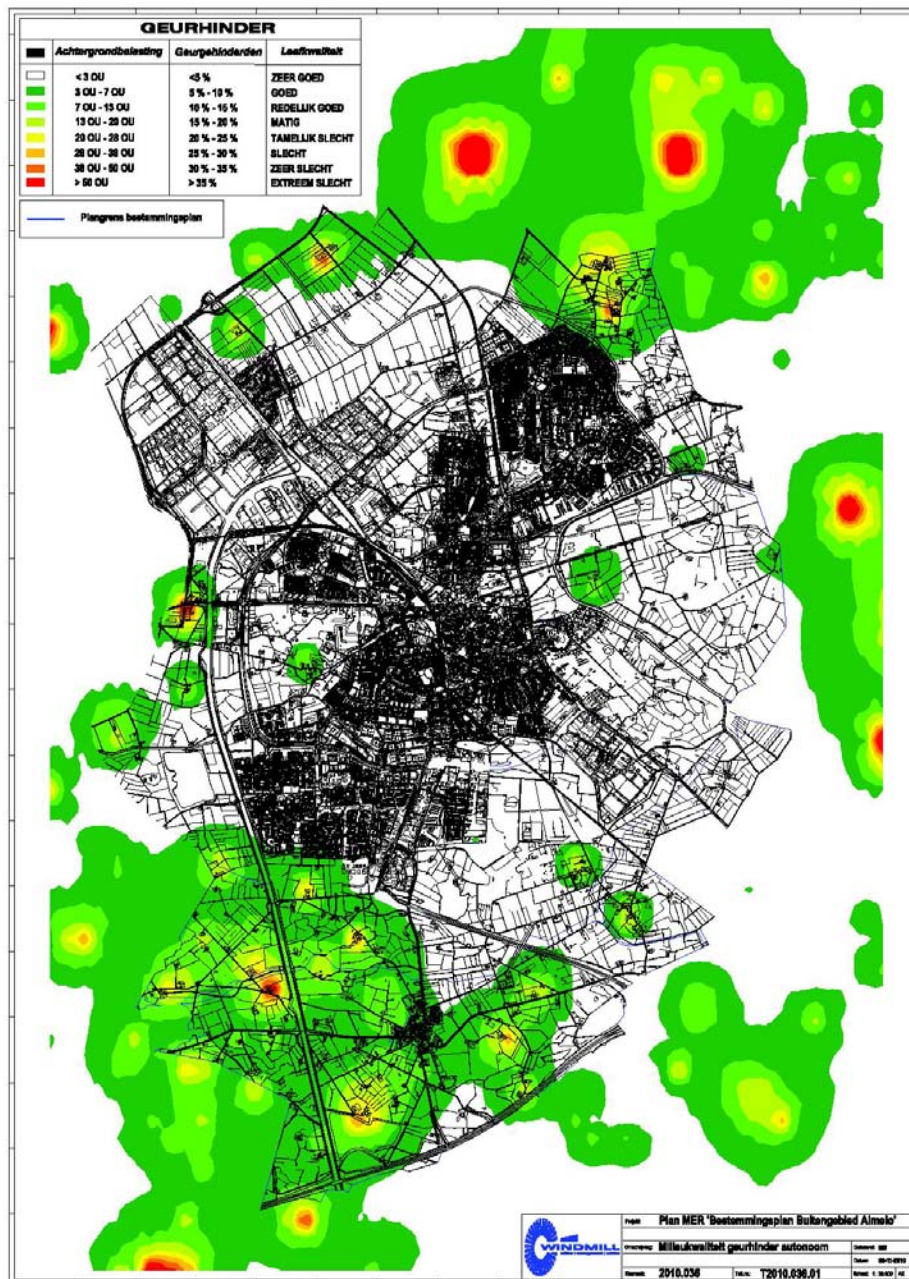 GEURHINDER
Achtergrondbelasting Geurgehinderden Leefkwaliteit
< 3 OU <5 % ZEER GOED
3 OU - 7 OU 5 % - 10 % GOED
7 OU - 13 OU 10 % - 15 % REDELIJK GOED
13 OU - 20 OU 15 % - 20 % MATIG
20 OU - 28 OU 20 % - 25 % TAMELIJK SLECHT
28 OU - 38 OU 25 % - 30 % SLECHT
38 OU - 50 OU 30 % - 35 % ZEER SLECHT
> 50 OU > 35 % EXTREEM SLECHT
Plangrens bestemmingsplan
WINDMILL
Plan MER 'Bestemmingsplan Buitengebied Almelo'
Milieukwaliteit geurhinder autonoom
2010.036 T2010.036.01